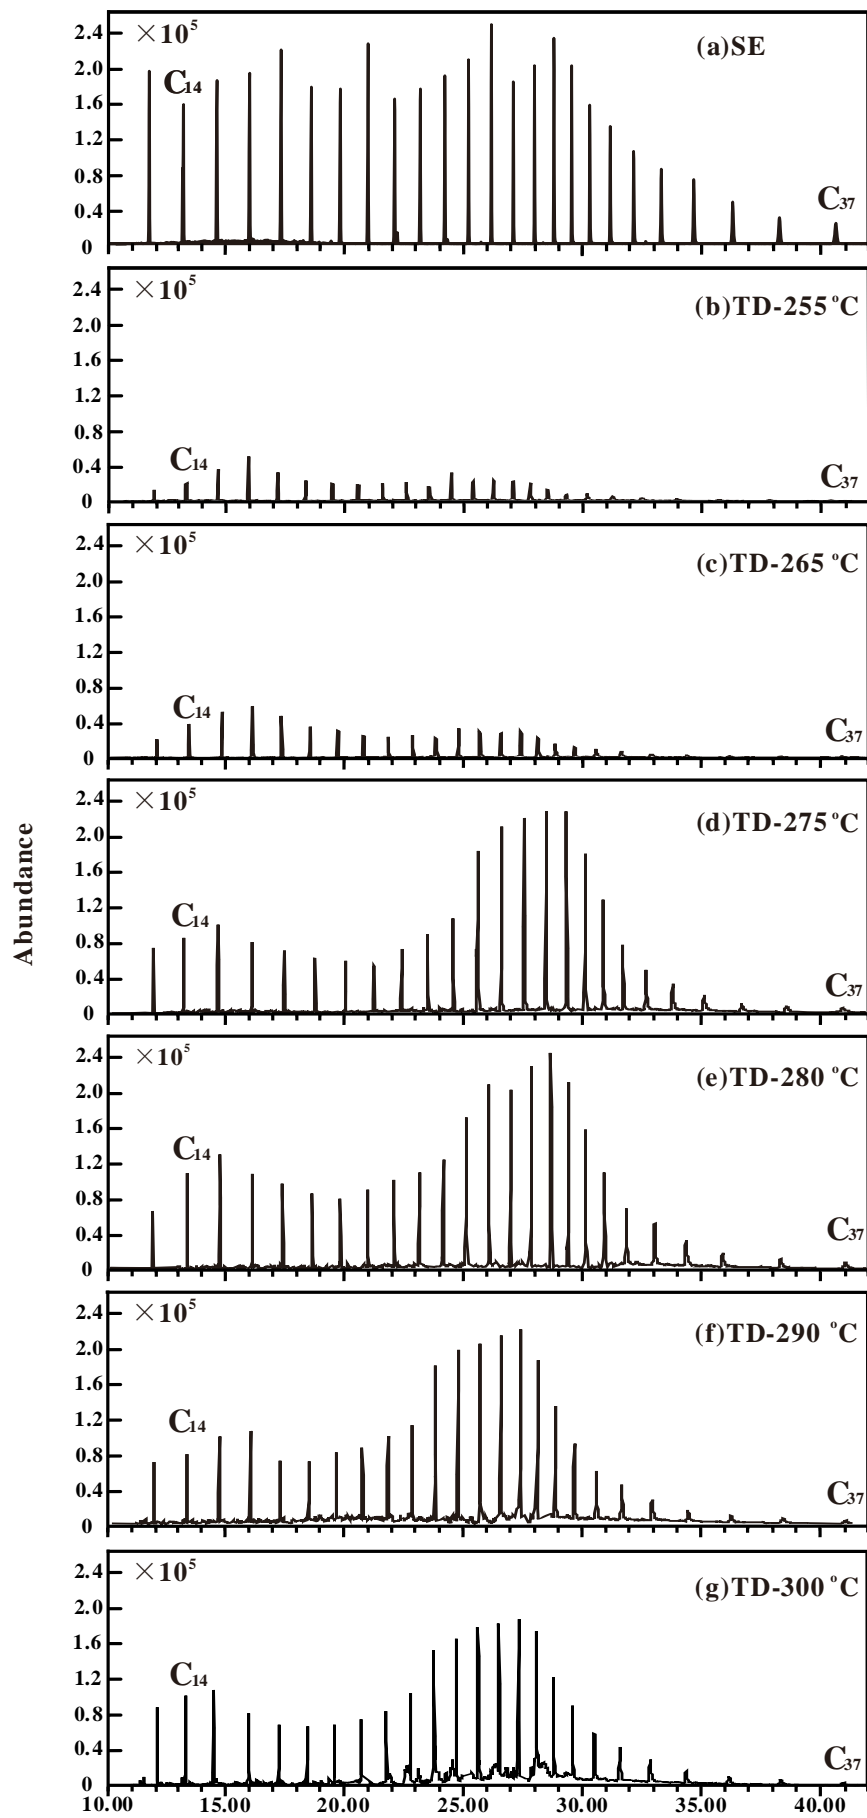 Abundance
×10⁵
(a)SE
2.4
2.0
1.6
1.2
0.8
0.4
0
C₁₄
C₃₇
×10⁵
(b)TD-255 °C
2.4
2.0
1.6
1.2
0.8
0.4
0
C₁₄
C₃₇
×10⁵
(c)TD-265 °C
2.4
2.0
1.6
1.2
0.8
0.4
0
C₁₄
C₃₇
×10⁵
(d)TD-275 °C
2.4
2.0
1.6
1.2
0.8
0.4
0
C₁₄
C₃₇
×10⁵
(e)TD-280 °C
2.4
2.0
1.6
1.2
0.8
0.4
0
C₁₄
C₃₇
×10⁵
(f)TD-290 °C
2.4
2.0
1.6
1.2
0.8
0.4
0
C₁₄
C₃₇
×10⁵
(g)TD-300 °C
2.4
2.0
1.6
1.2
0.8
0.4
0
C₁₄
C₃₇
10.00 15.00 20.00 25.00 30.00 35.00 40.00